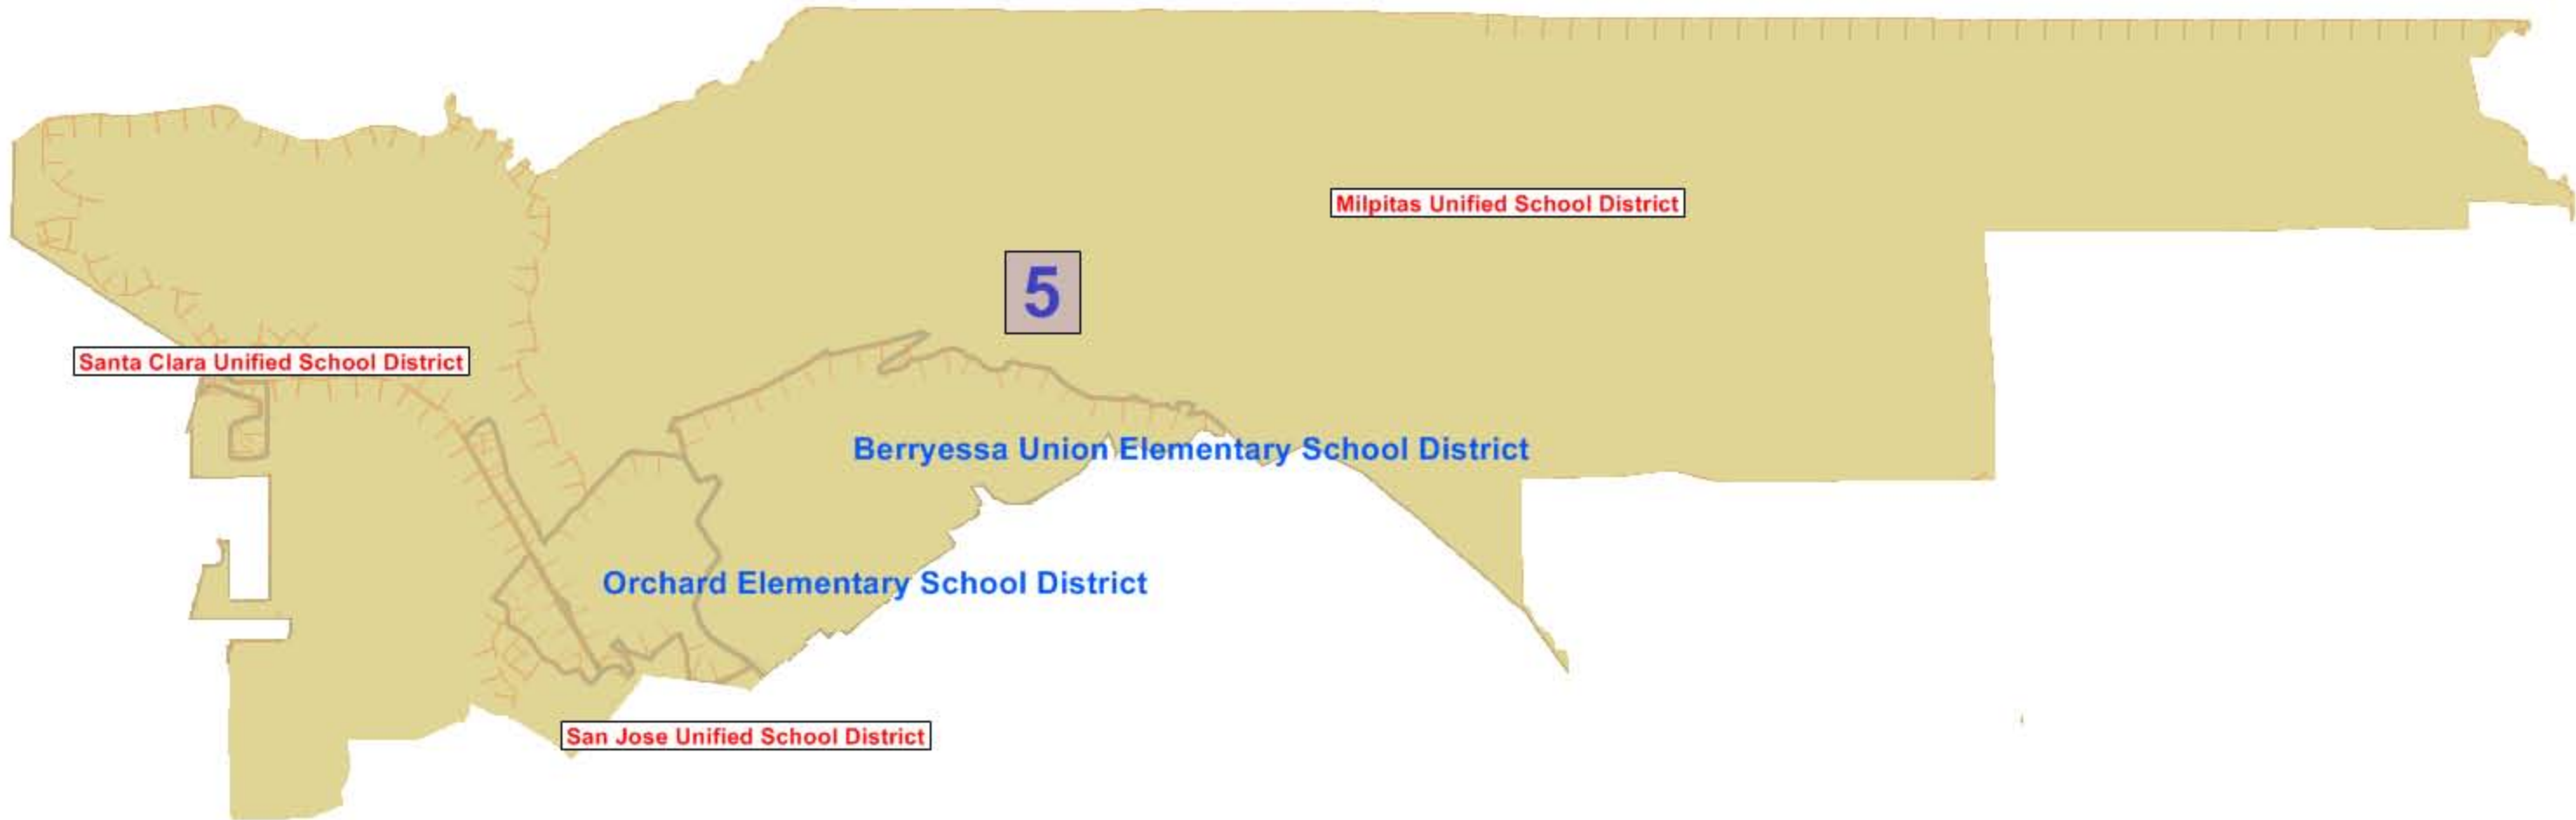 Milpitas Unified School District
5
Santa Clara Unified School District
Berryessa Union Elementary School District
Orchard Elementary School District
San Jose Unified School District